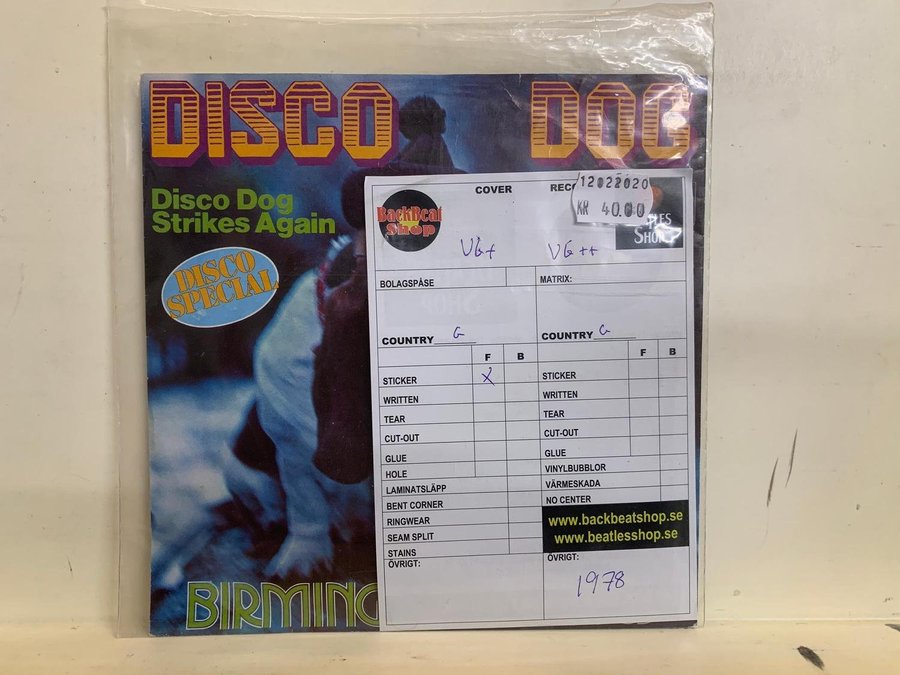 DISCO DOG
Disco Dog
Strikes Again
DISCO
SPECIAL
BIRMING
BackBeat
Shop
COVER
VG+
VG++
12022020
KR 40.00
SHOP
BOLAGSPÅSE
MATRIX:
COUNTRY G
COUNTRY G
F B
F B
STICKER X
STICKER
WRITTEN
WRITTEN
TEAR
TEAR
CUT-OUT
CUT-OUT
GLUE
GLUE
HOLE
VINYLBUBBLOR
LAMINATSLÄPP
VÄRMESKADA
BENT CORNER
NO CENTER
RINGWEAR
www.backbeatshop.se
SEAM SPLIT
www.beatlesshop.se
STAINS
ÖVRIGT:
ÖVRIGT:
1978